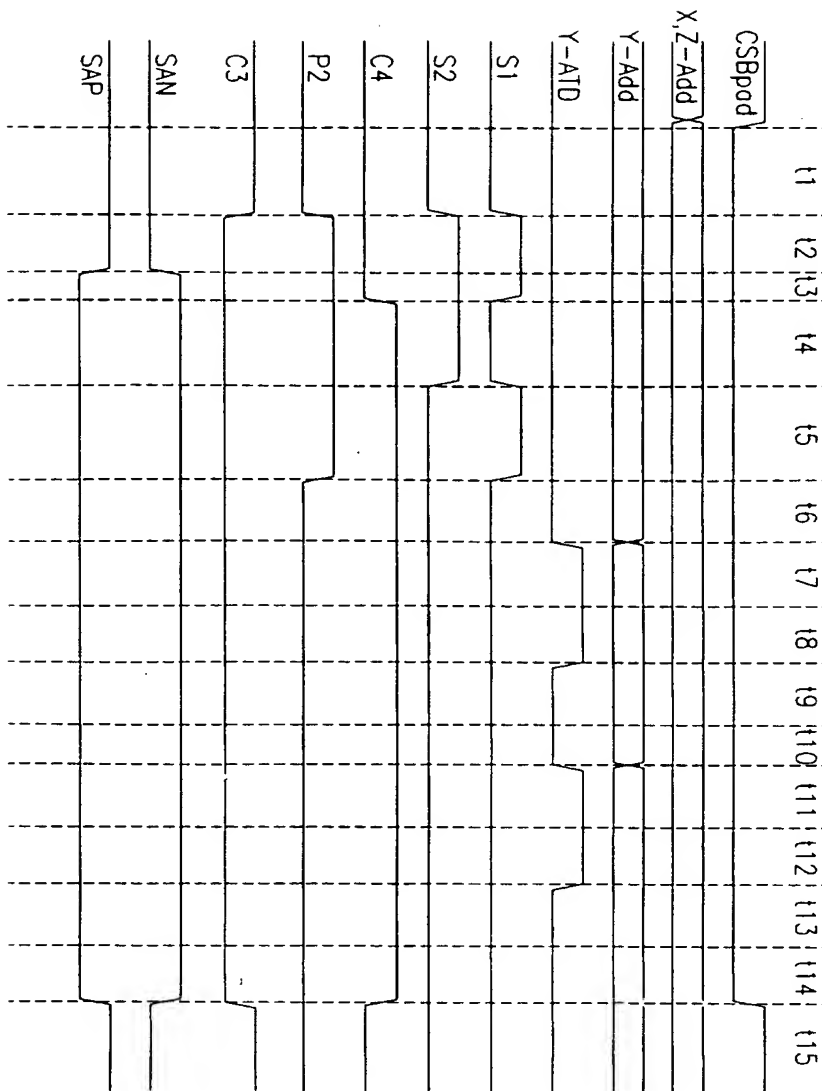 t1 t2 t3 t4 t5 t6 t7 t8 t9 t10 t11 t12 t13 t14 t15
CSBpad
X,Z-Add
Y-Add
Y-ATD
S1
S2
C4
P2
C3
SAN
SAP